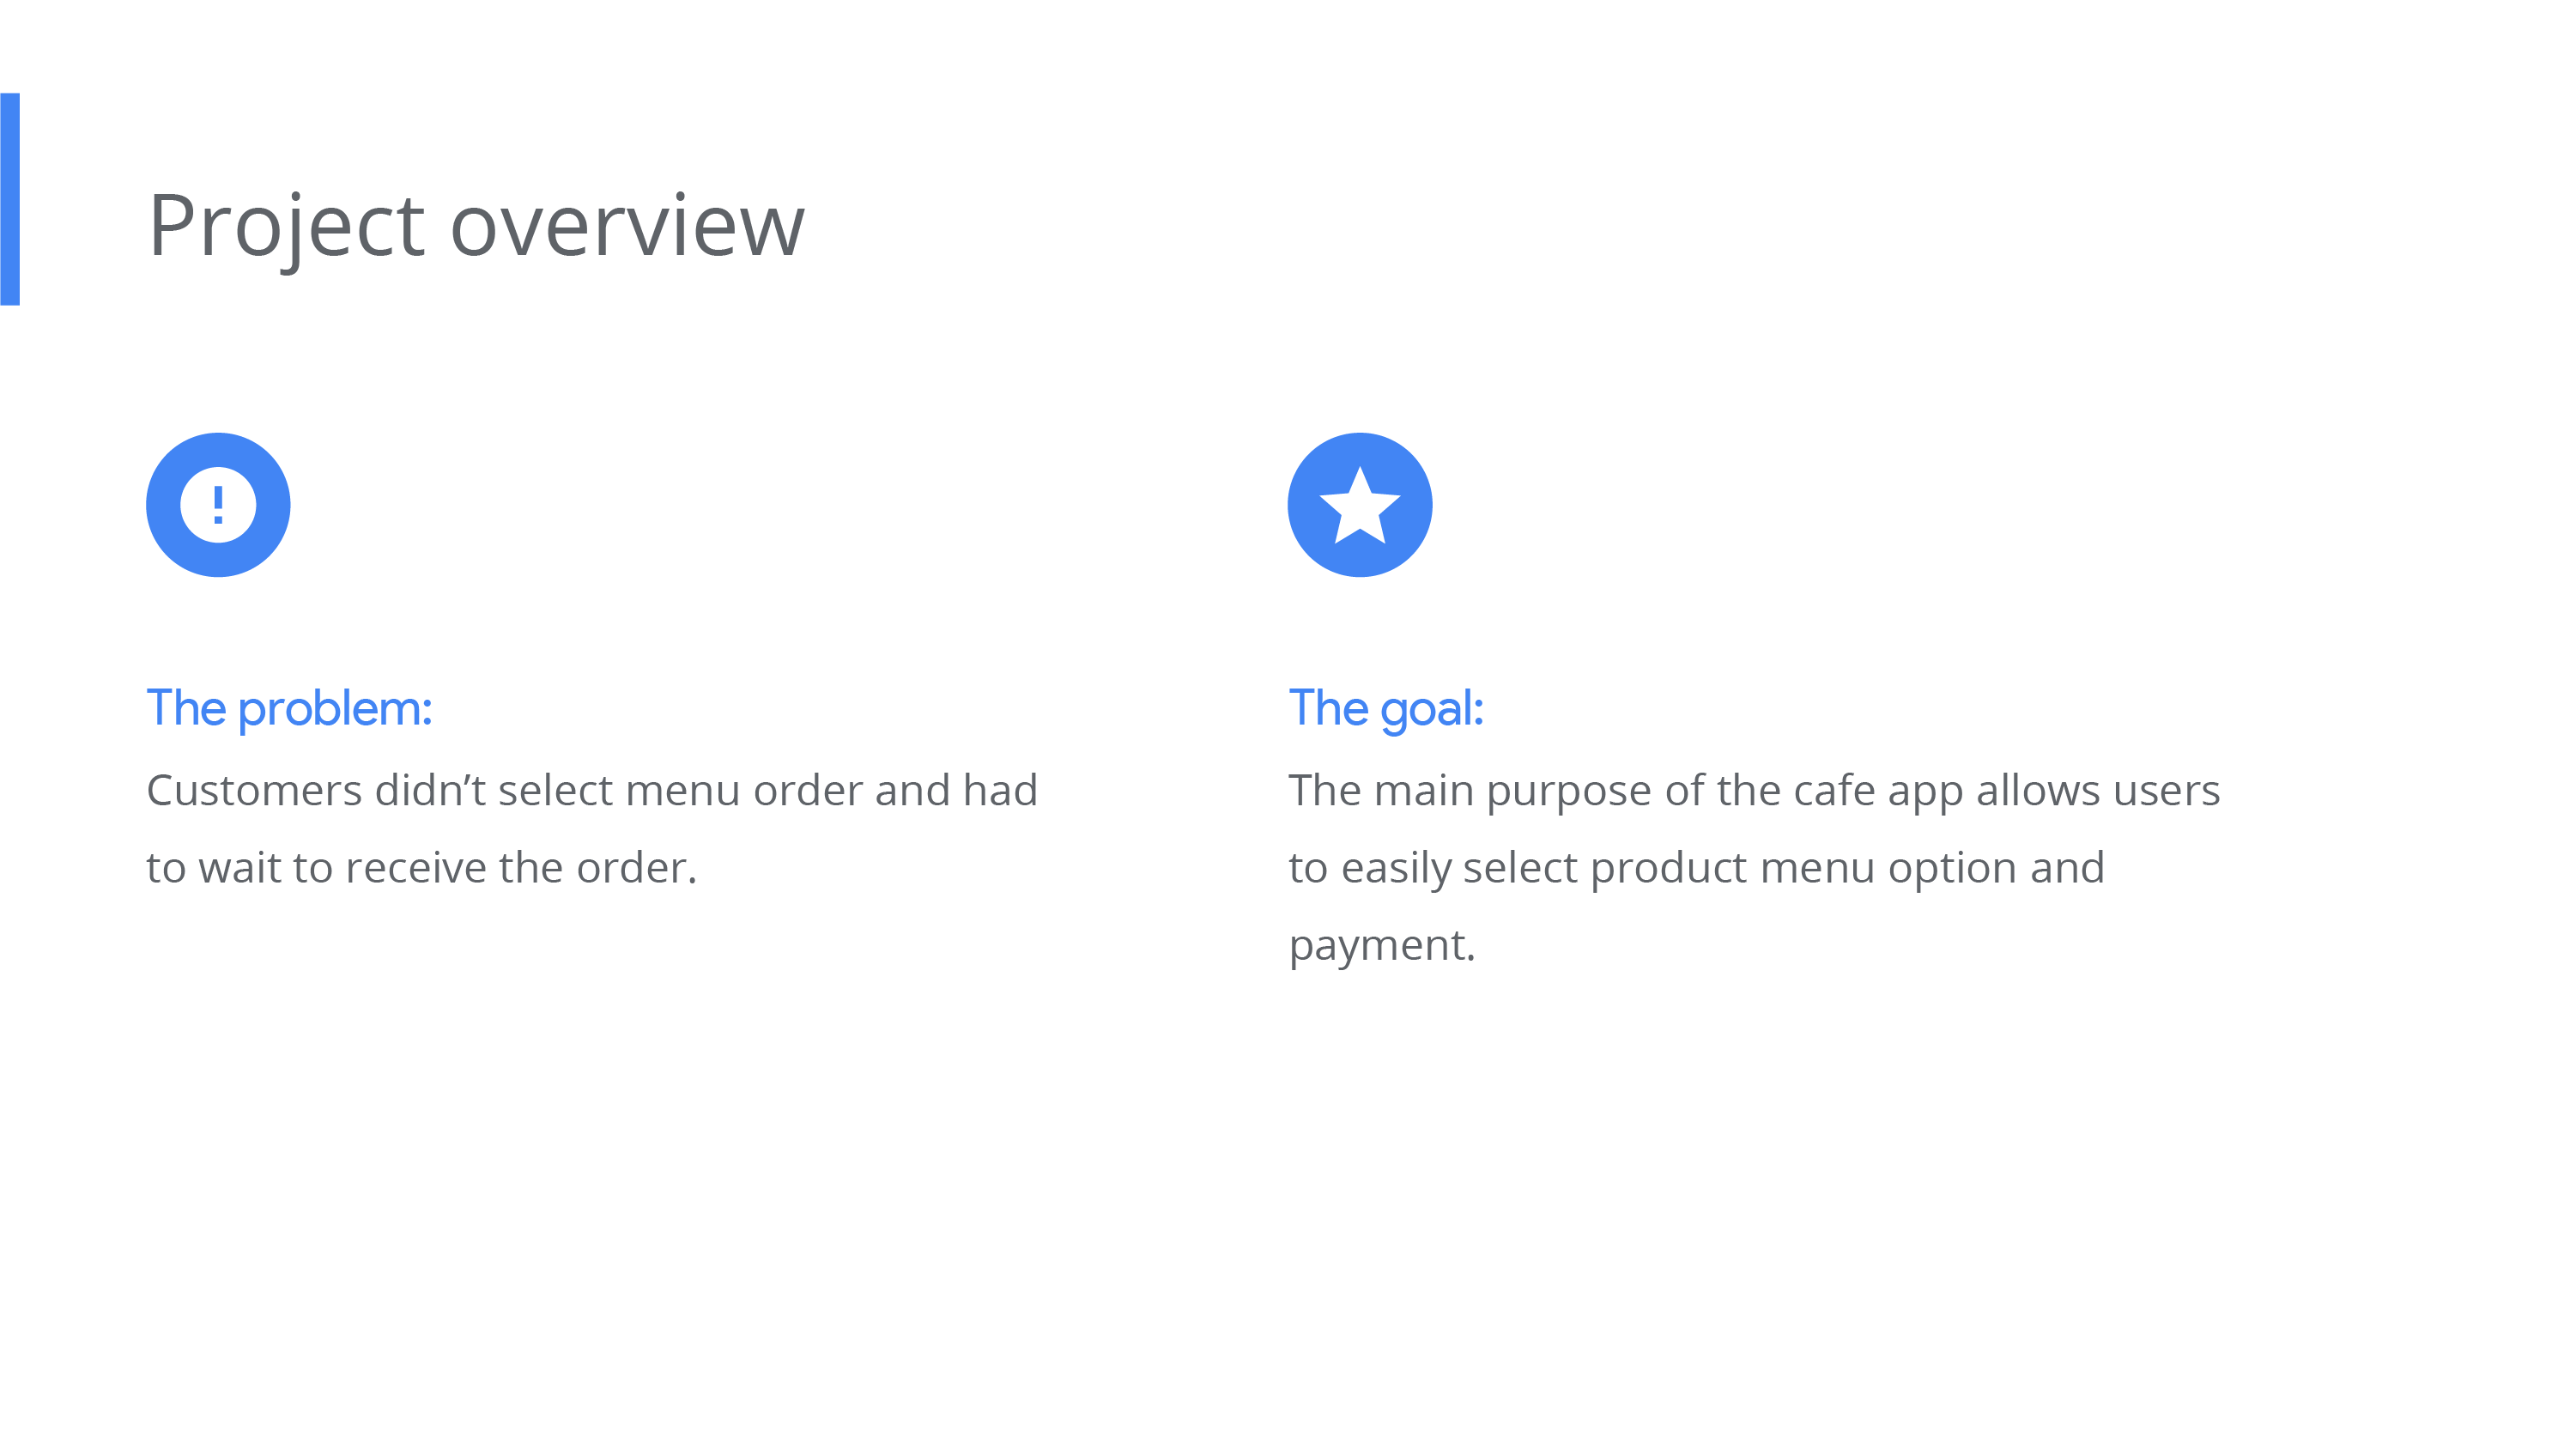 Project overview
The problem:
Customers didn’t select menu order and had
to wait to receive the order.
The goal:
The main purpose of the cafe app allows users
to easily select product menu option and
payment.